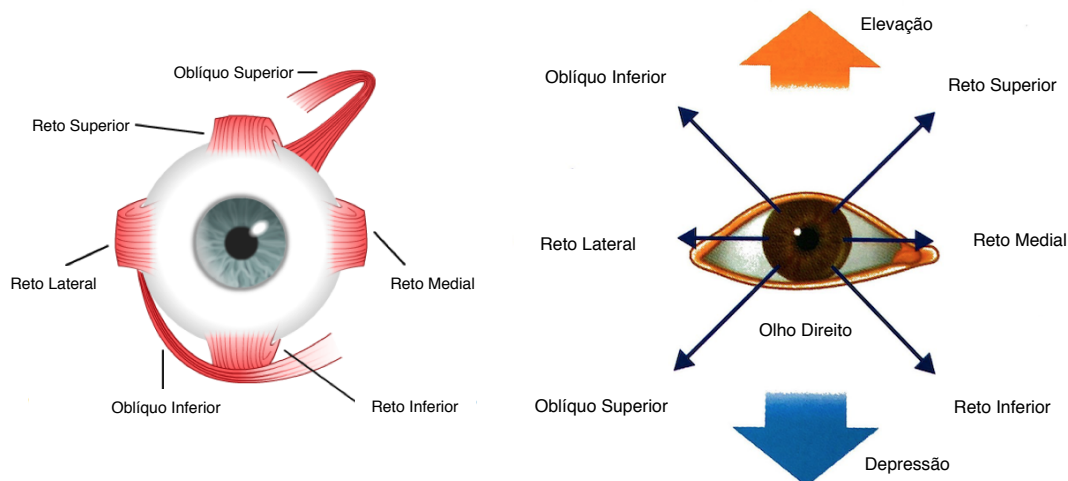 Oblíquo Superior
Reto Superior
Reto Lateral
Reto Medial
Oblíquo Inferior
Reto Inferior
Elevação
Oblíquo Inferior
Reto Superior
Reto Lateral
Reto Medial
Olho Direito
Oblíquo Superior
Reto Inferior
Depressão